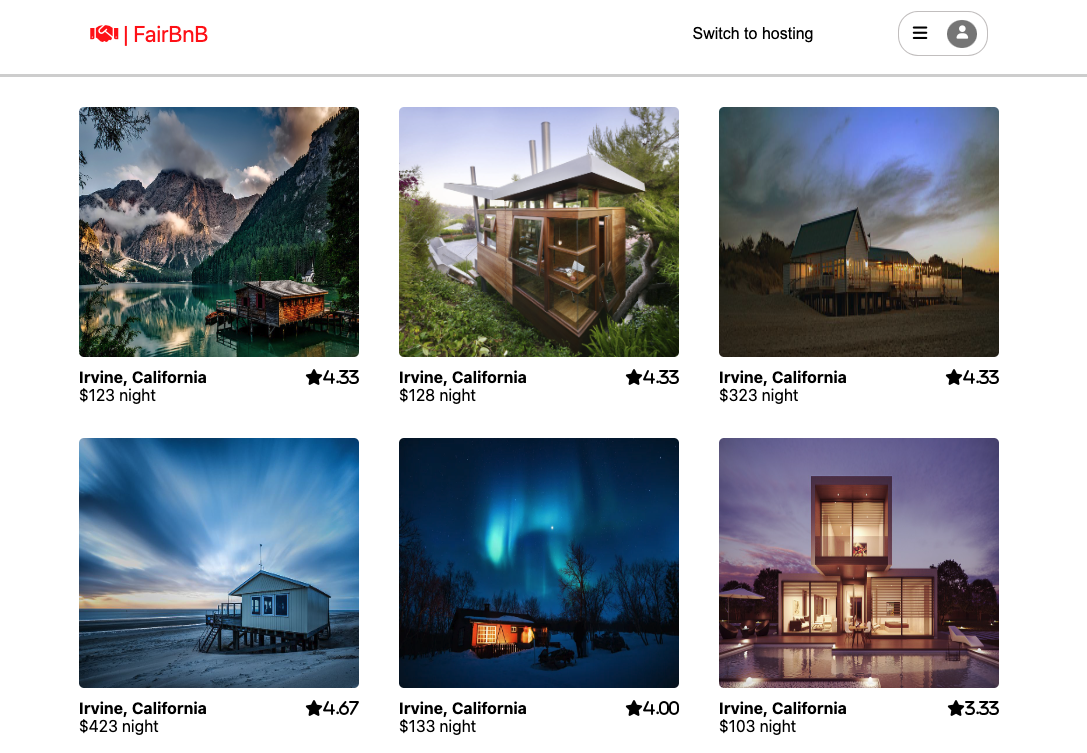 | FairBnB
Switch to hosting
Irvine, California 4.33
$123 night
Irvine, California 4.33
$128 night
Irvine, California 4.33
$323 night
Irvine, California 4.67
$423 night
Irvine, California 4.00
$133 night
Irvine, California 3.33
$103 night